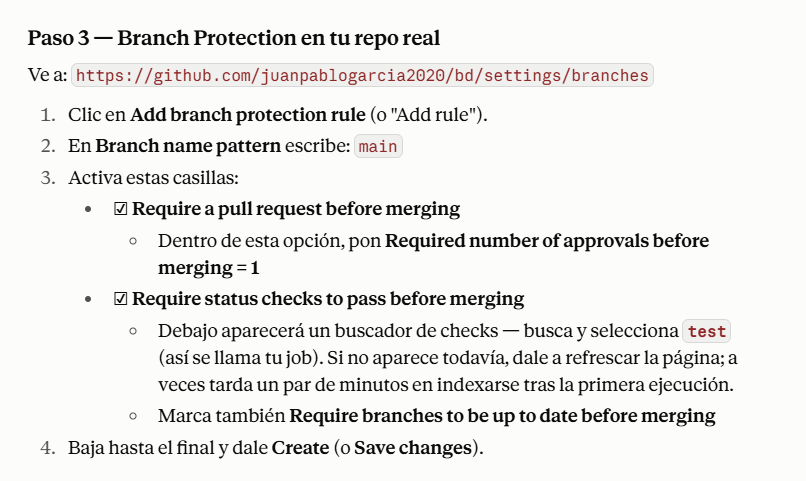 Paso 3 — Branch Protection en tu repo real
Ve a: https://github.com/juanpablogarcia2020/bd/settings/branches
1. Clic en Add branch protection rule (o "Add rule").
2. En Branch name pattern escribe: main
3. Activa estas casillas:
• ☑ Require a pull request before merging
○ Dentro de esta opción, pon Required number of approvals before
merging = 1
• ☑ Require status checks to pass before merging
○ Debajo aparecerá un buscador de checks — busca y selecciona test
(así se llama tu job). Si no aparece todavía, dale a refrescar la página; a
veces tarda un par de minutos en indexarse tras la primera ejecución.
○ Marca también Require branches to be up to date before merging
4. Baja hasta el final y dale Create (o Save changes).